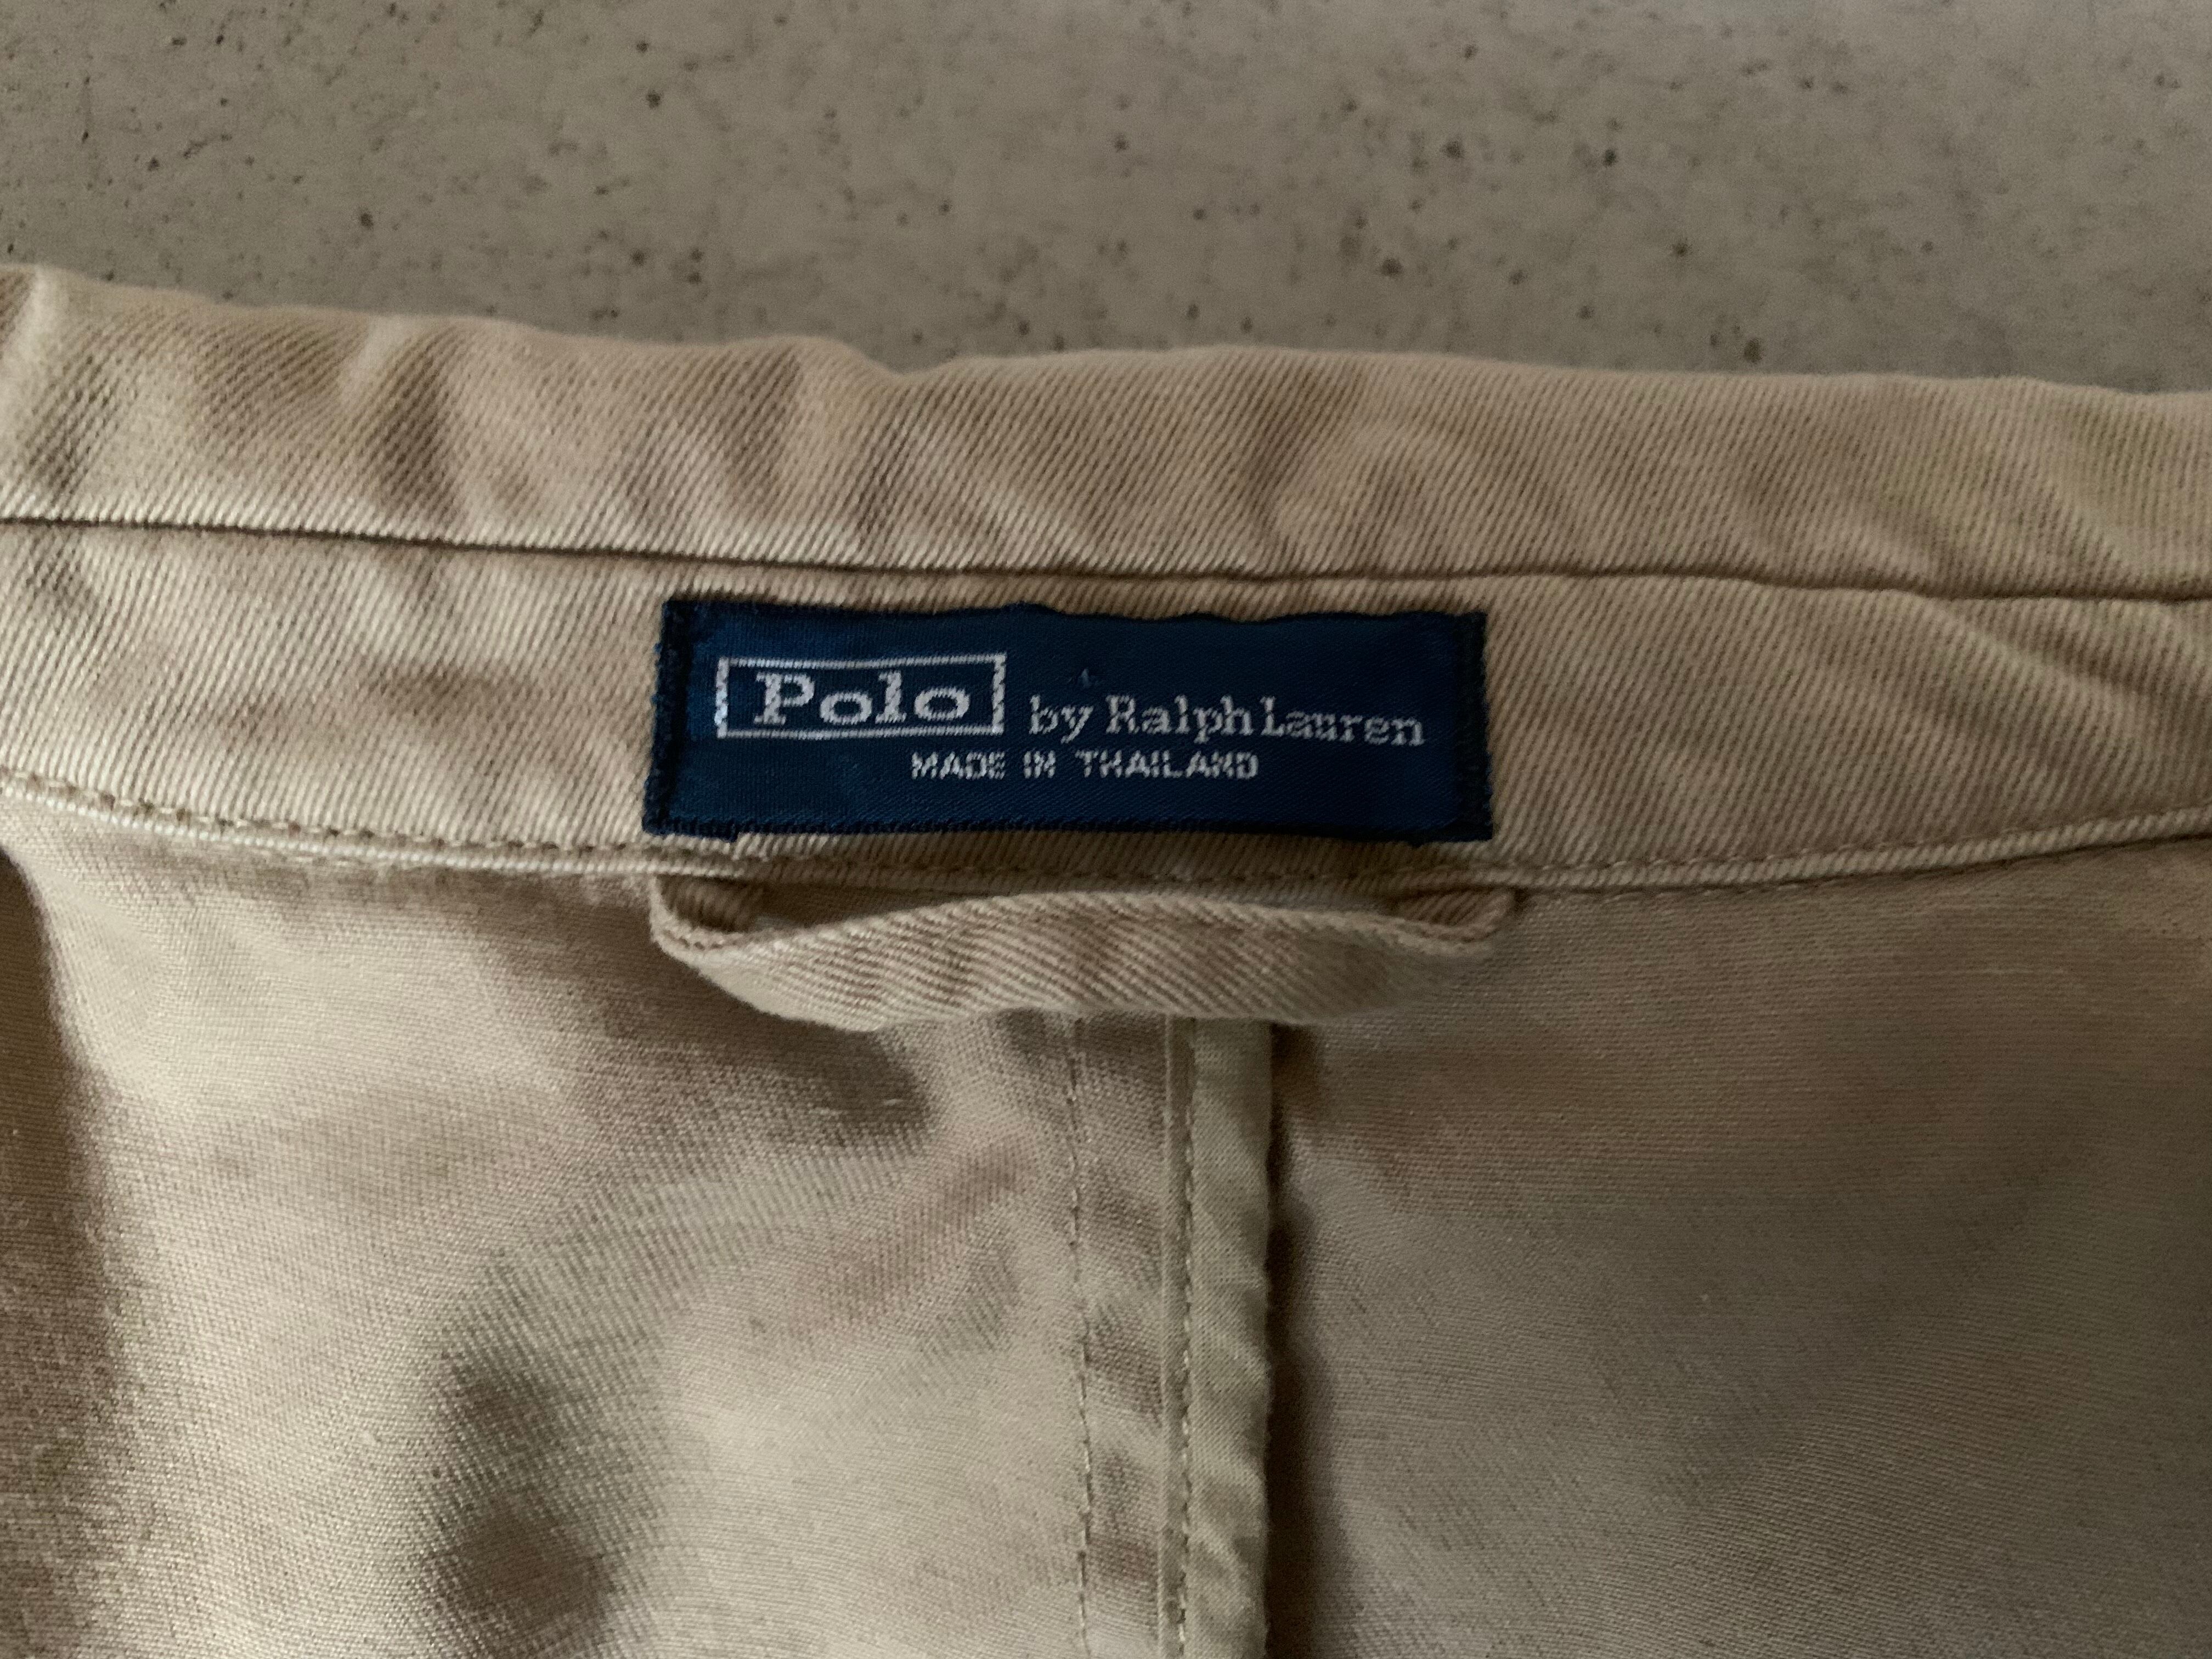 Polo by Ralph Lauren
MADE IN THAILAND